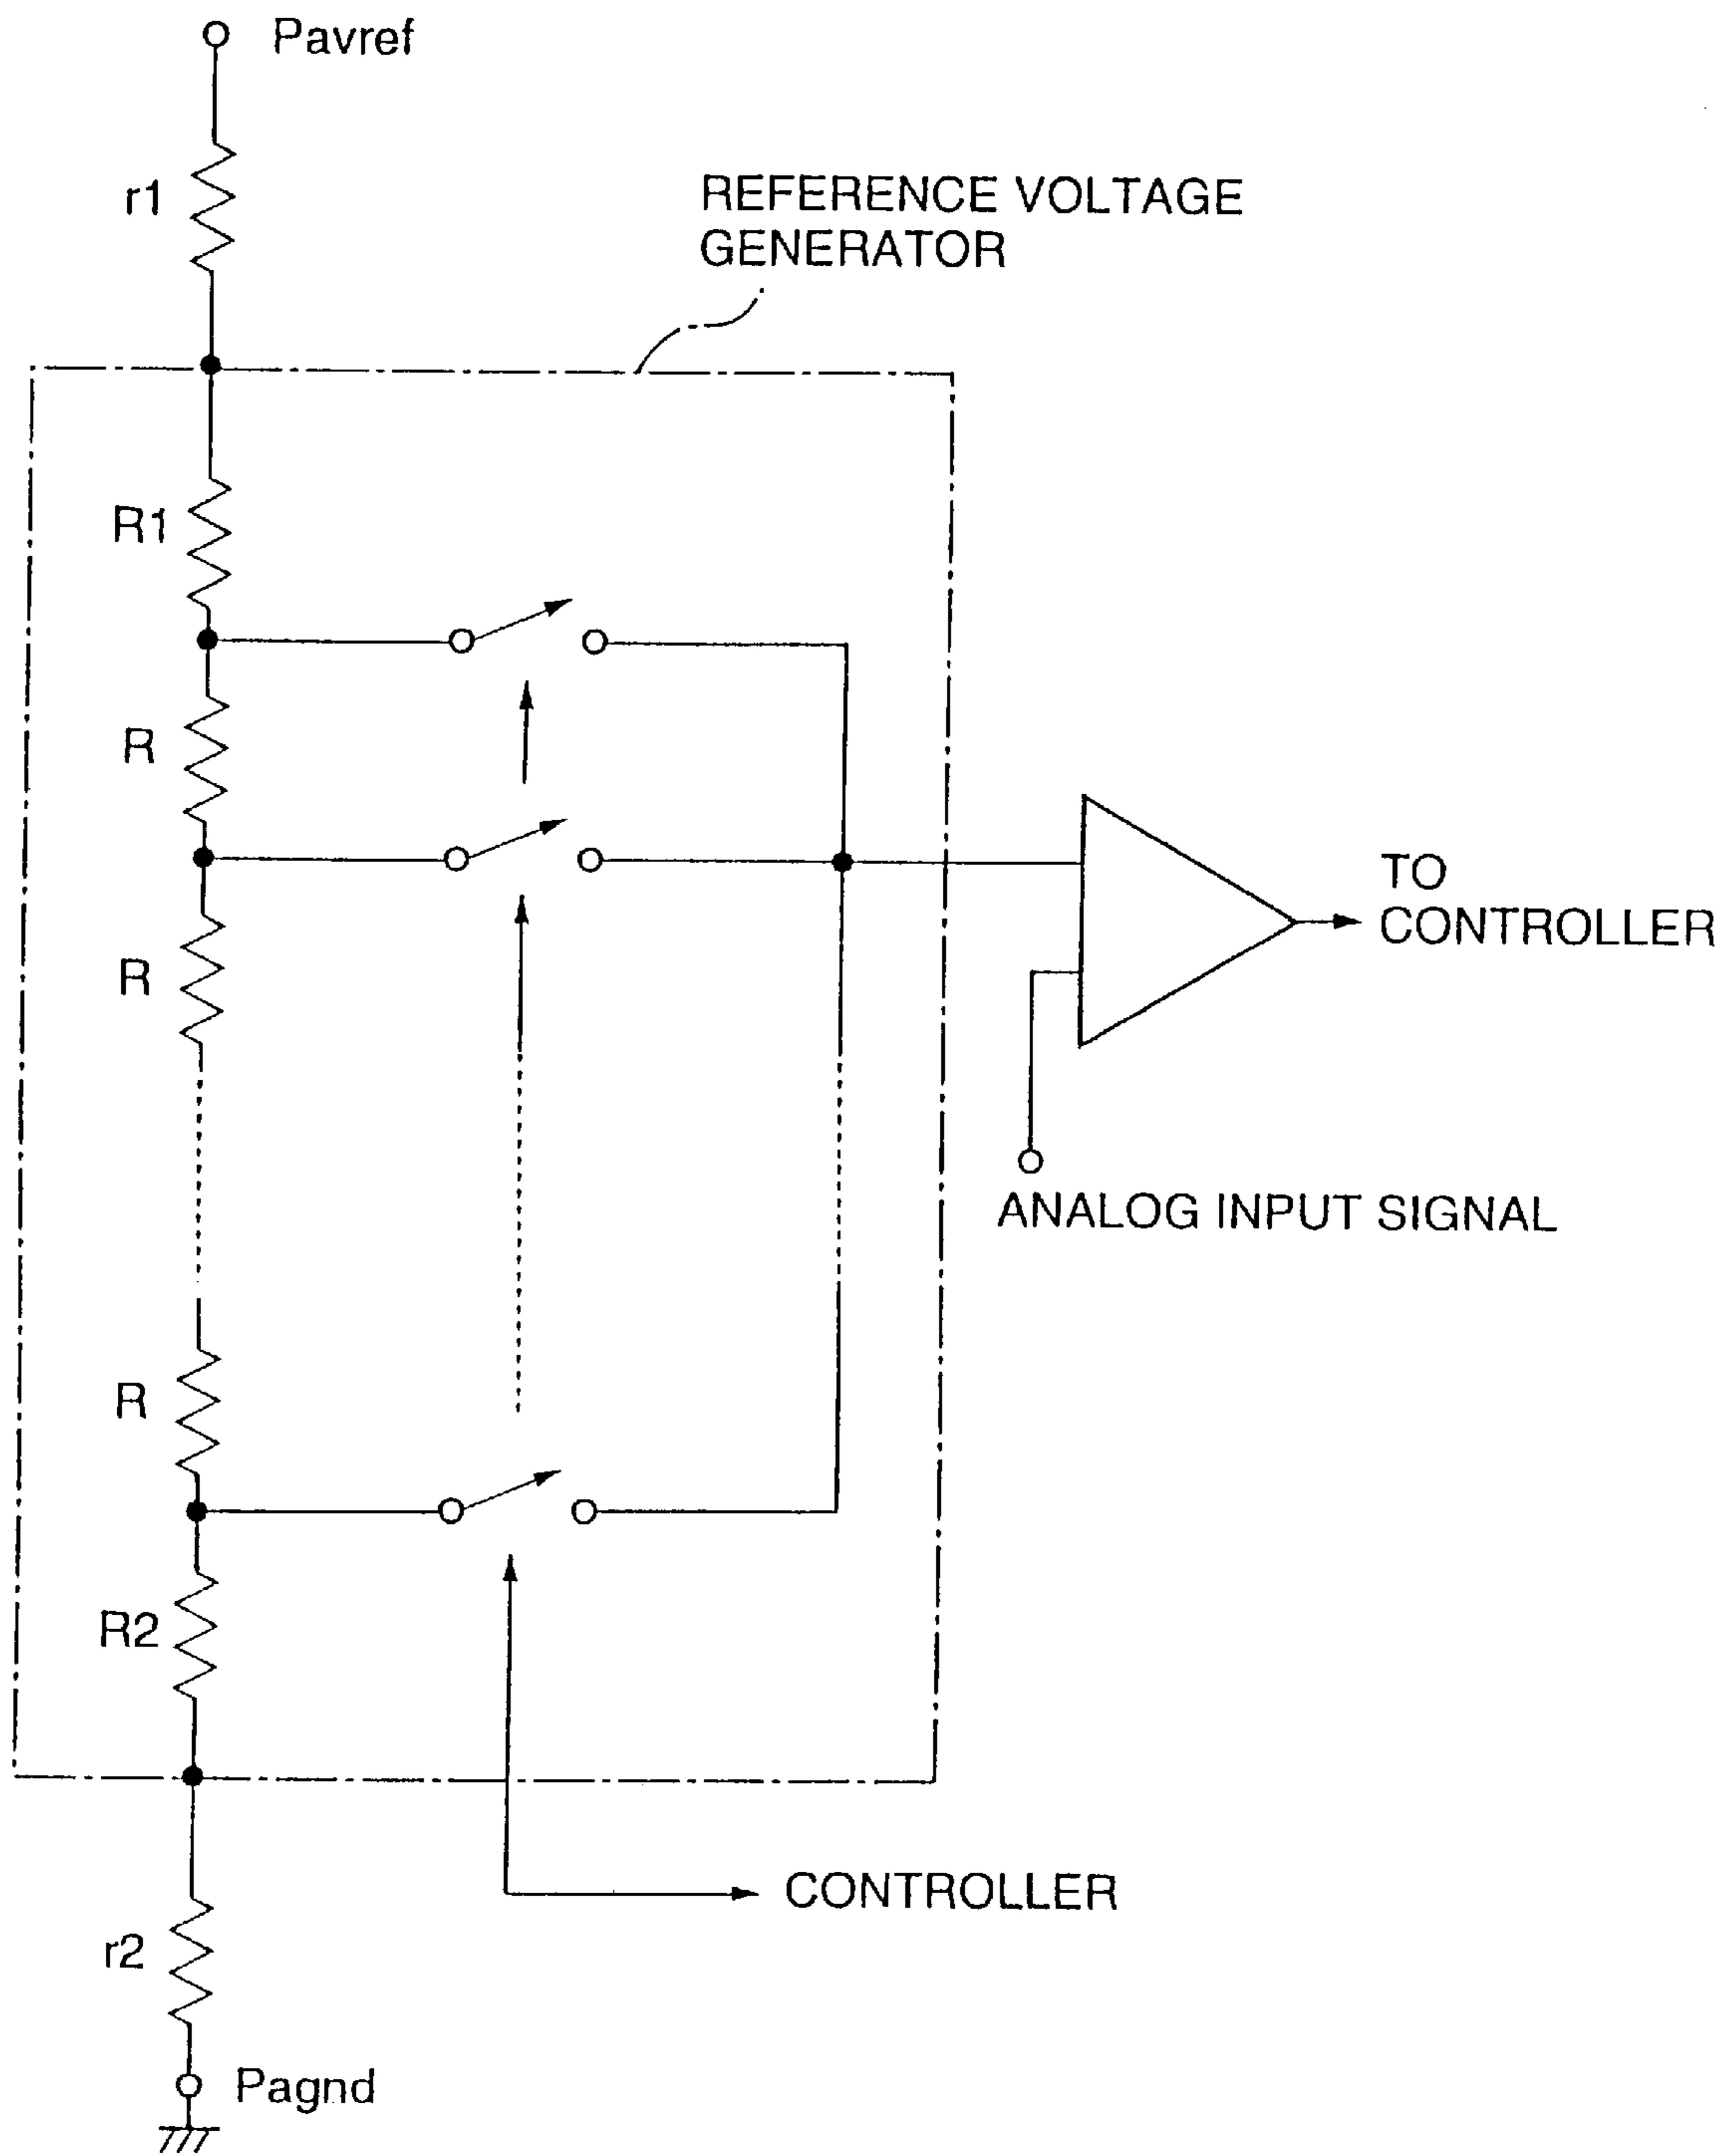 Pavref
r1
REFERENCE VOLTAGE
GENERATOR
R1
R
R
TO
CONTROLLER
ANALOG INPUT SIGNAL
R
R2
CONTROLLER
r2
Pagnd